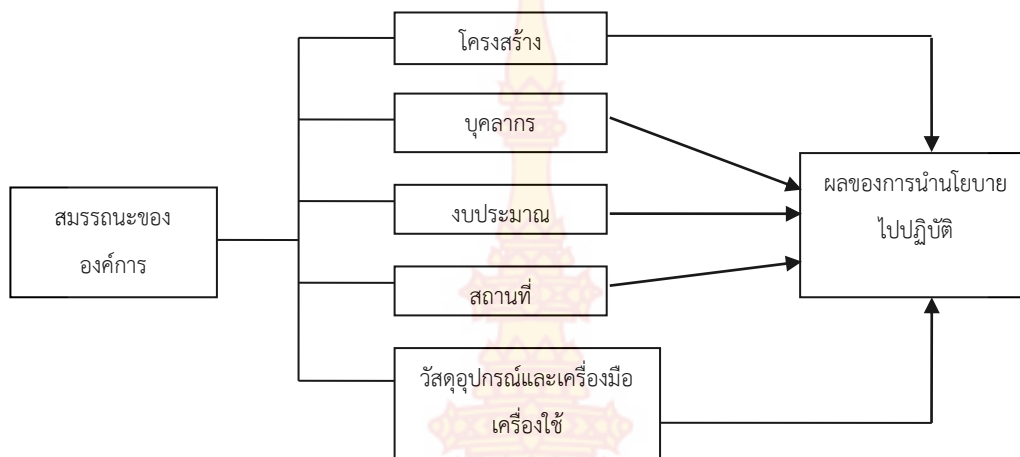 โครงสร้าง
บุคลากร
สมรรถนะของ
องค์การ
งบประมาณ
สถานที่
วัสดุอุปกรณ์และเครื่องมือ
เครื่องใช้
ผลของการนำนโยบาย
ไปปฏิบัติ